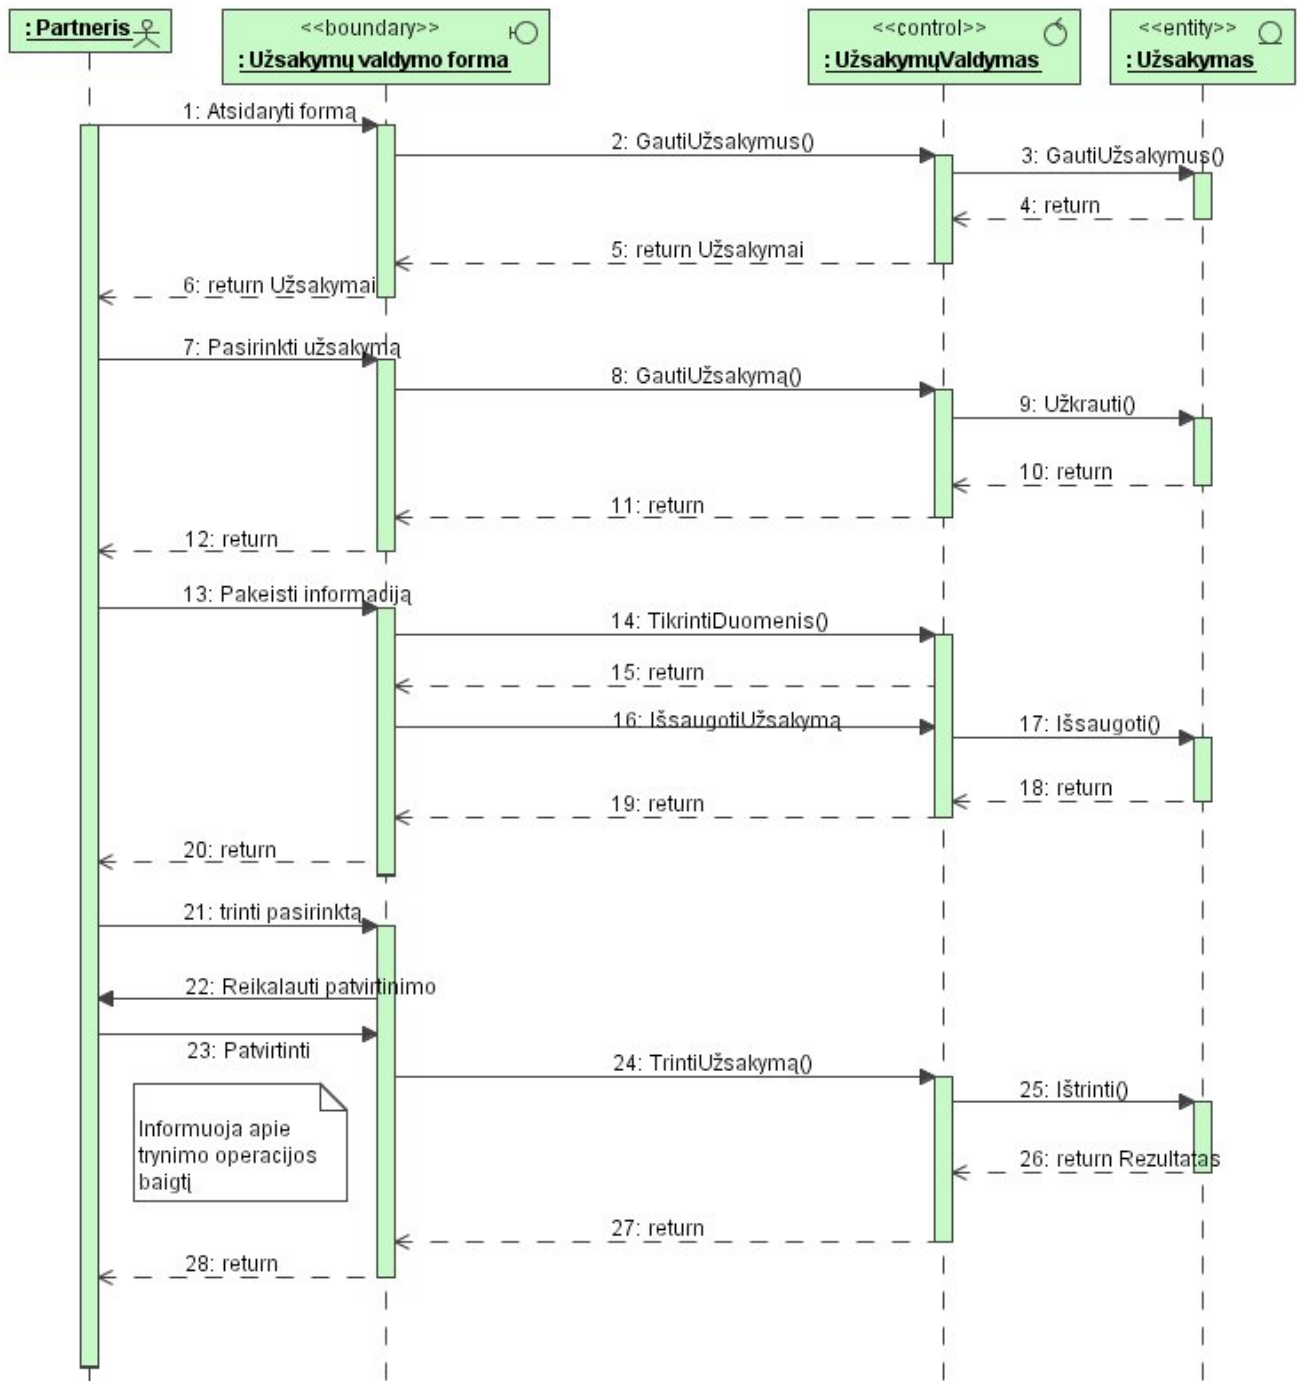 : Partneris
<<boundary>>
: Užsakymų valdymo forma
<<control>>
: UžsakymųValdymas
<<entity>>
: Užsakymas
1: Atsidaryti formą
2: GautiUžsakymus()
3: GautiUžsakymus()
4: return
5: return Užsakymai
6: return Užsakymai
7: Pasirinkti užsakymą
8: GautiUžsakymą()
9: Užkrauti()
10: return
11: return
12: return
13: Pakeisti informaciją
14: TikrintiDuomenis()
15: return
16: IšsaugotiUžsakymą
17: Išsaugoti()
18: return
19: return
20: return
21: trinti pasirinktą
22: Reikalauti patvirtinimo
23: Patvirtinti
24: TrintiUžsakymą()
25: Ištrinti()
Informuoja apie
trynimo operacijos
baigtį
26: return Rezultatas
27: return
28: return